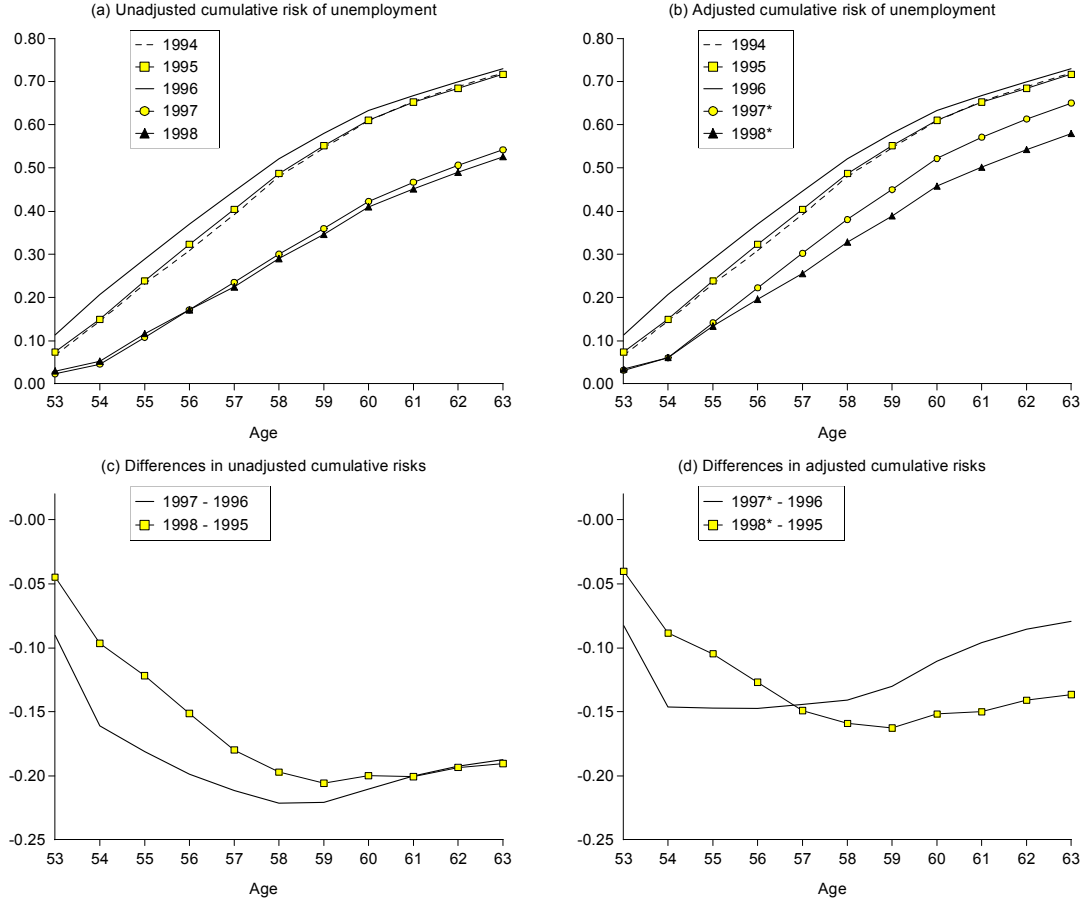 (a) Unadjusted cumulative risk of unemployment
0.80
0.70
0.60
0.50
0.40
0.30
0.20
0.10
0.00
1994
1995
1996
1997
1998
53 54 55 56 57 58 59 60 61 62 63
Age
(b) Adjusted cumulative risk of unemployment
0.80
0.70
0.60
0.50
0.40
0.30
0.20
0.10
0.00
1994
1995
1996
1997*
1998*
53 54 55 56 57 58 59 60 61 62 63
Age
(c) Differences in unadjusted cumulative risks
-0.00
-0.05
-0.10
-0.15
-0.20
-0.25
1997 - 1996
1998 - 1995
53 54 55 56 57 58 59 60 61 62 63
Age
(d) Differences in adjusted cumulative risks
-0.00
-0.05
-0.10
-0.15
-0.20
-0.25
1997* - 1996
1998* - 1995
53 54 55 56 57 58 59 60 61 62 63
Age